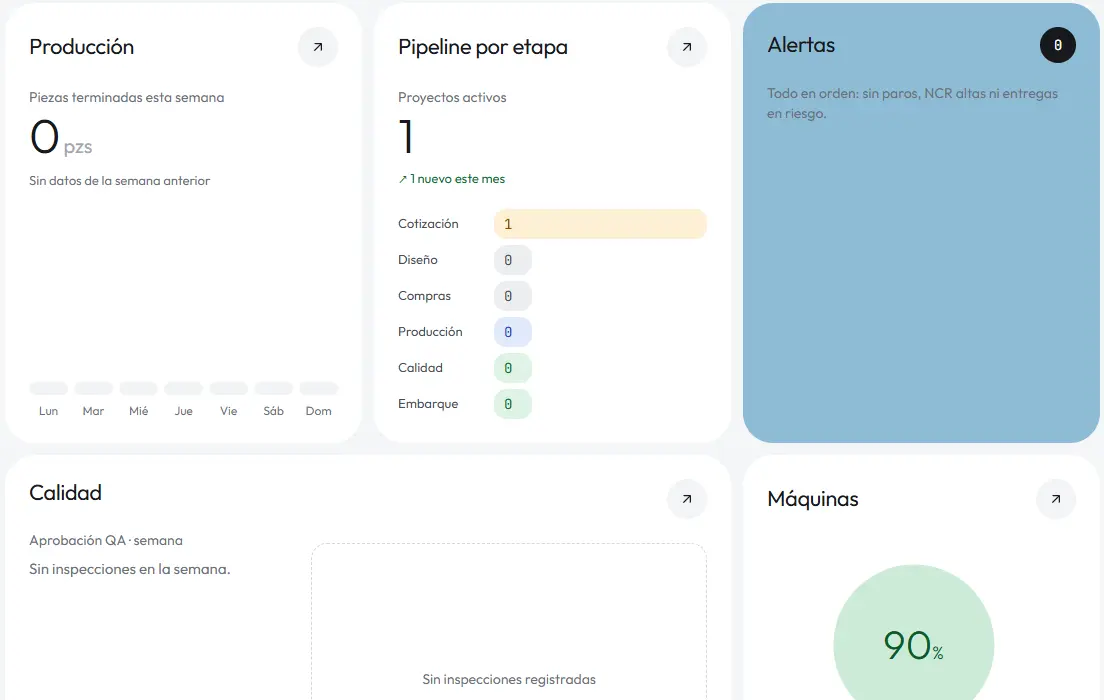 Producción
Piezas terminadas esta semana
0 pzs
Sin datos de la semana anterior
Lun Mar Mié Jue Vie Sáb Dom
Pipeline por etapa
Proyectos activos
1
↗ 1 nuevo este mes
Cotización 1
Diseño 0
Compras 0
Producción 0
Calidad 0
Embarque 0
Alertas 0
Todo en orden: sin paros, NCR altas ni entregas
en riesgo.
Calidad
Aprobación QA · semana
Sin inspecciones en la semana.
Sin inspecciones registradas
Máquinas
90%